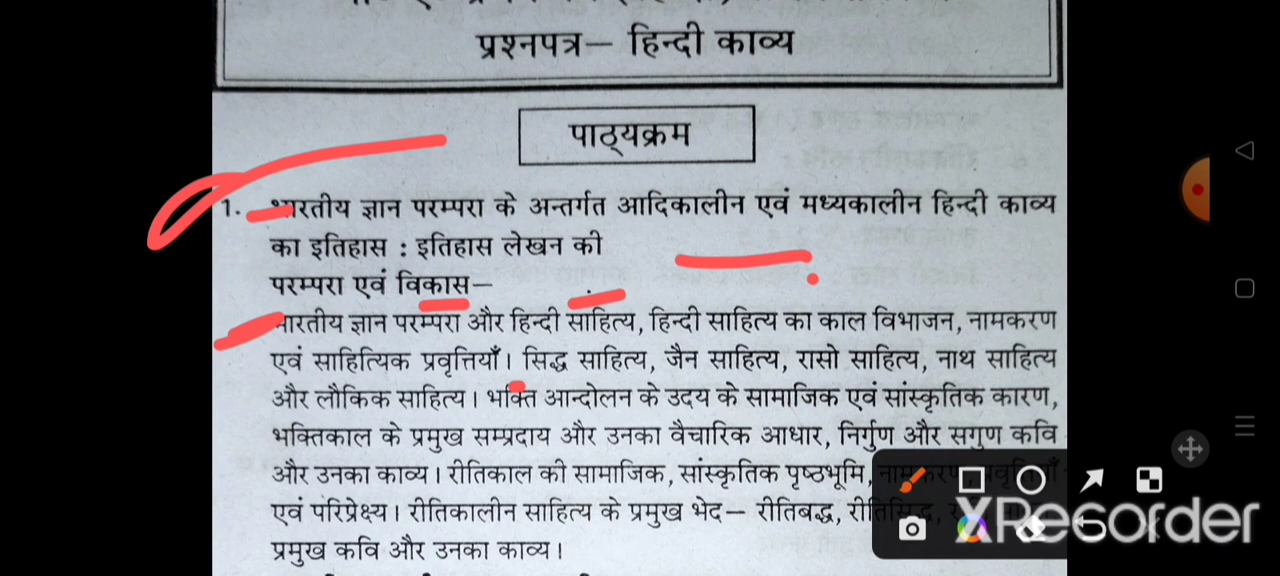 प्रश्नपत्र– हिन्दी काव्य
पाठ्यक्रम
1. भारतीय ज्ञान परम्परा के अन्तर्गत आदिकालीन एवं मध्यकालीन हिन्दी काव्य
का इतिहास : इतिहास लेखन की
परम्परा एवं विकास–
भारतीय ज्ञान परम्परा और हिन्दी साहित्य, हिन्दी साहित्य का काल विभाजन, नामकरण
एवं साहित्यिक प्रवृत्तियाँ। सिद्ध साहित्य, जैन साहित्य, रासो साहित्य, नाथ साहित्य
और लौकिक साहित्य। भक्ति आन्दोलन के उदय के सामाजिक एवं सांस्कृतिक कारण,
भक्तिकाल के प्रमुख सम्प्रदाय और उनका वैचारिक आधार, निर्गुण और सगुण कवि
और उनका काव्य। रीतिकाल की सामाजिक, सांस्कृतिक पृष्ठभूमि, नामकरण, प्रवृत्तियाँ
एवं परिप्रेक्ष्य। रीतिकालीन साहित्य के प्रमुख भेद– रीतिबद्ध, रीतिसिद्ध,
प्रमुख कवि और उनका काव्य।
XRecorder